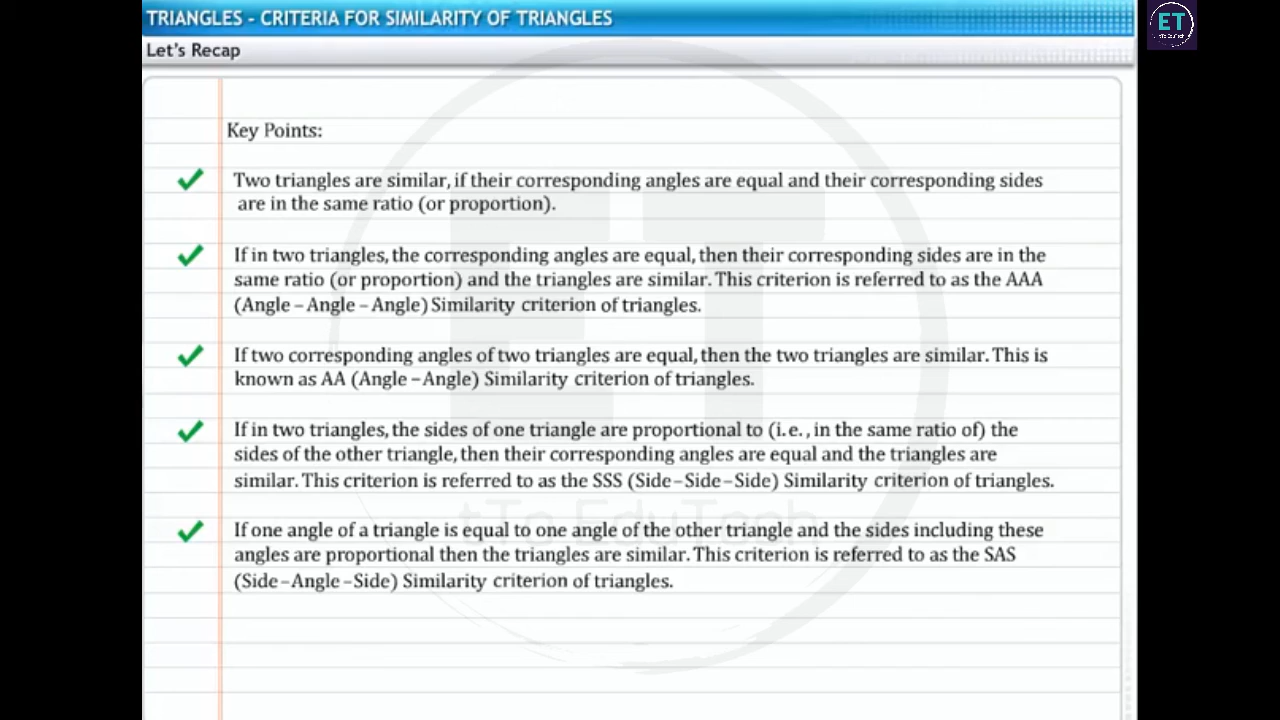 TRIANGLES - CRITERIA FOR SIMILARITY OF TRIANGLES
ET
Let's Recap
Key Points:
Two triangles are similar, if their corresponding angles are equal and their corresponding sides
are in the same ratio (or proportion).
If in two triangles, the corresponding angles are equal, then their corresponding sides are in the
same ratio (or proportion) and the triangles are similar. This criterion is referred to as the AAA
(Angle – Angle – Angle) Similarity criterion of triangles.
If two corresponding angles of two triangles are equal, then the two triangles are similar. This is
known as AA (Angle – Angle) Similarity criterion of triangles.
If in two triangles, the sides of one triangle are proportional to (i.e., in the same ratio of) the
sides of the other triangle, then their corresponding angles are equal and the triangles are
similar. This criterion is referred to as the SSS (Side – Side – Side) Similarity criterion of triangles.
If one angle of a triangle is equal to one angle of the other triangle and the sides including these
angles are proportional then the triangles are similar. This criterion is referred to as the SAS
(Side – Angle – Side) Similarity criterion of triangles.
ET